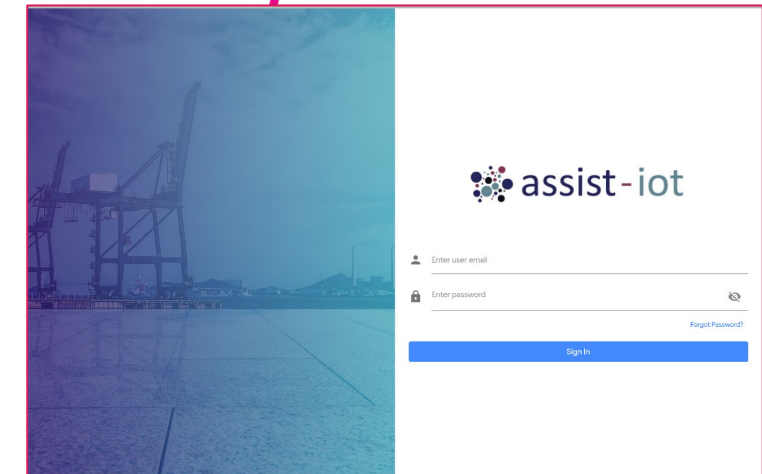 assist-iot
Enter user email
Enter password
Forgot Password?
Sign In